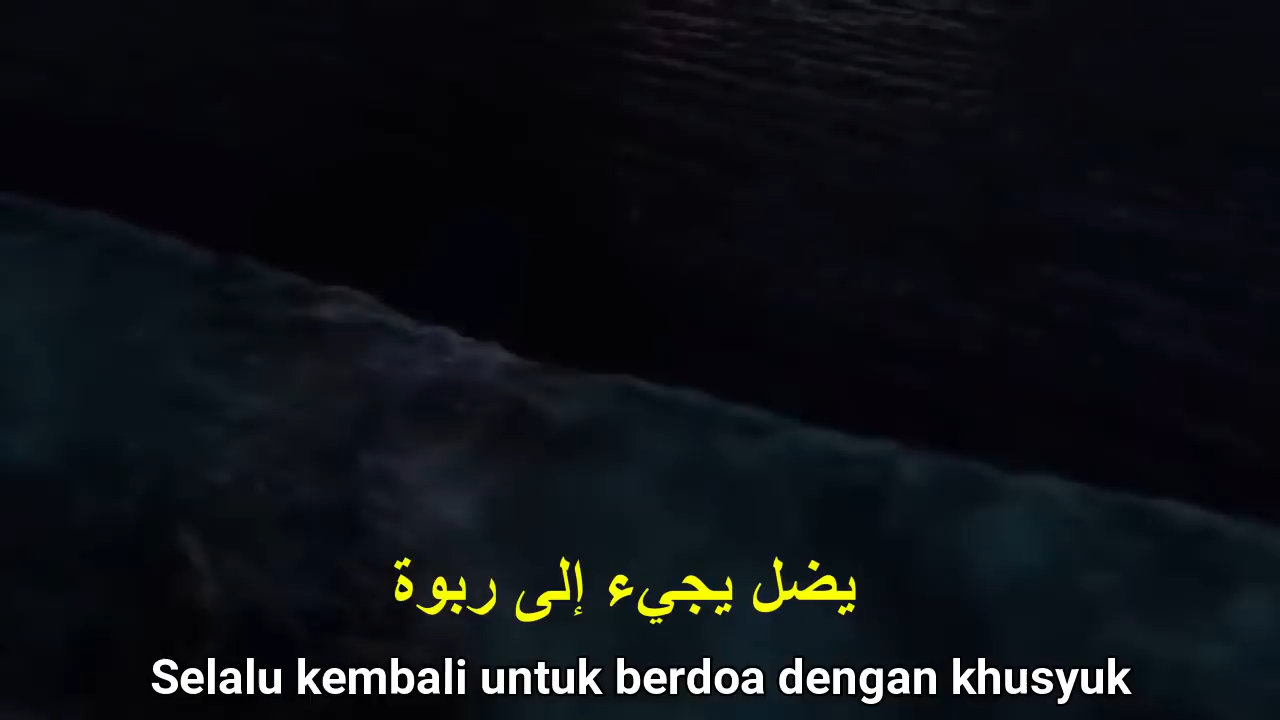 يضل يجيء إلى ربوة
Selalu kembali untuk berdoa dengan khusyuk